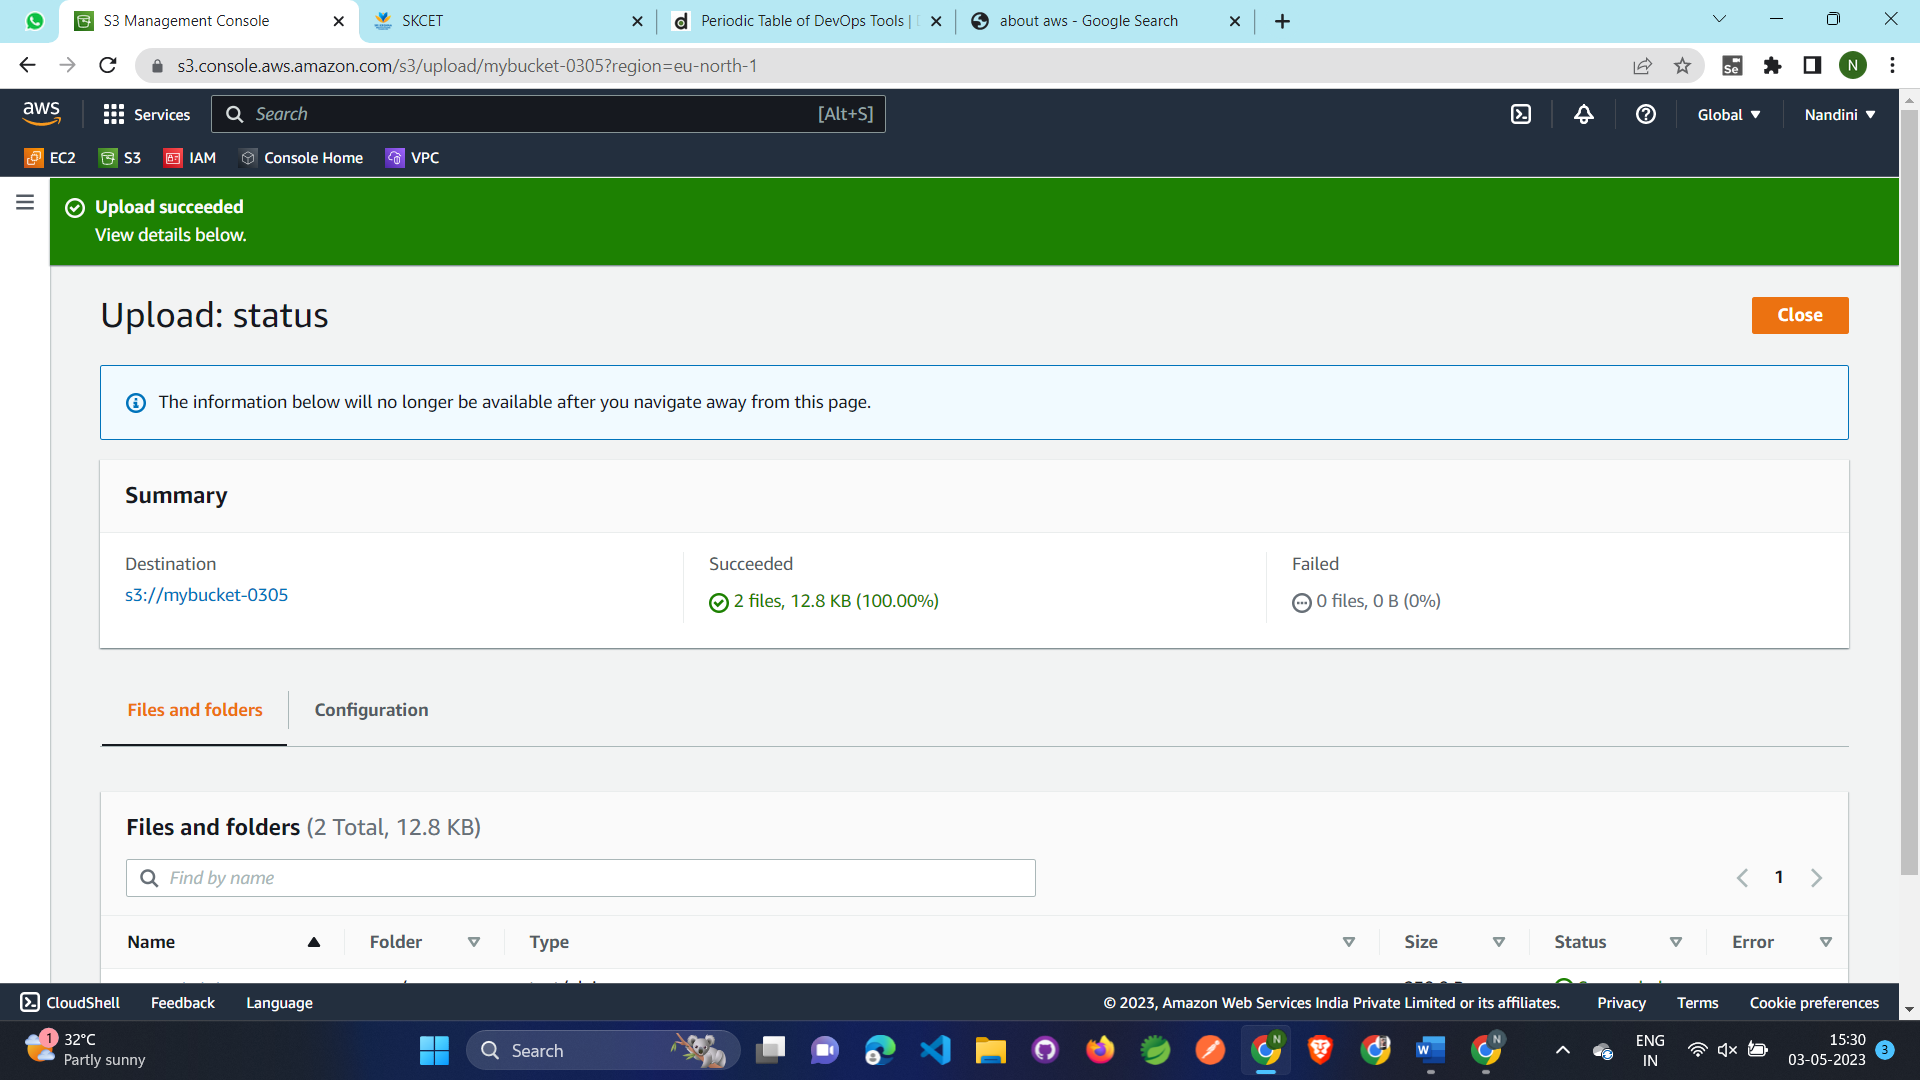 S3 Management Console
SKCET
Periodic Table of DevOps Tools |
about aws - Google Search
s3.console.aws.amazon.com/s3/upload/mybucket-0305?region=eu-north-1
Se
N
aws
Services
Search
[Alt+S]
Global
Nandini
EC2
S3
IAM
Console Home
VPC
Upload succeeded
View details below.
Upload: status
Close
The information below will no longer be available after you navigate away from this page.
Summary
Destination
s3://mybucket-0305
Succeeded
2 files, 12.8 KB (100.00%)
Failed
0 files, 0 B (0%)
Files and folders
Configuration
Files and folders (2 Total, 12.8 KB)
Find by name
1
Name
Folder
Type
Size
Status
Error
CloudShell
Feedback
Language
© 2023, Amazon Web Services India Private Limited or its affiliates.
Privacy
Terms
Cookie preferences
1
32°C
Partly sunny
Search
ENG
IN
15:30
03-05-2023
3